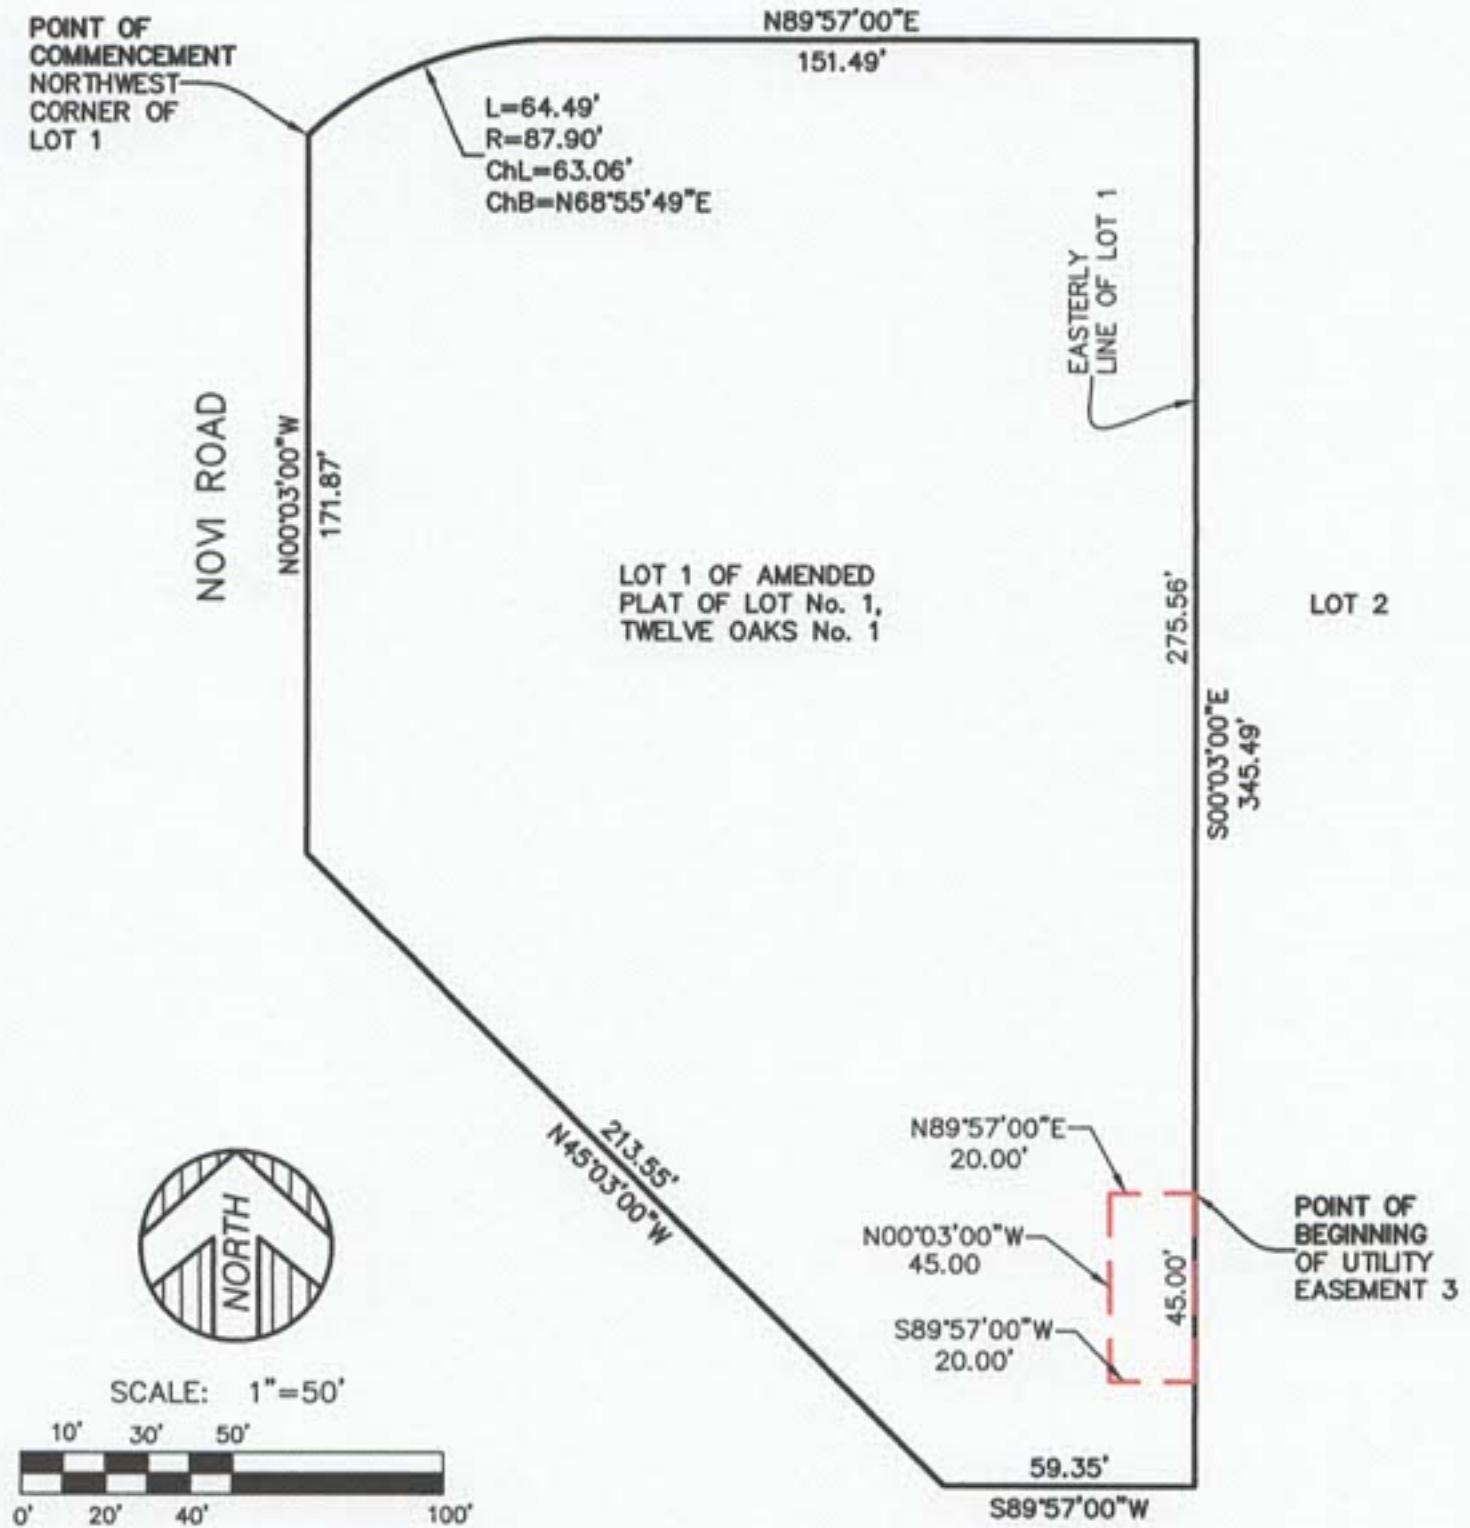 POINT OF
COMMENCEMENT
NORTHWEST
CORNER OF
LOT 1
N89°57'00"E
151.49'
L=64.49'
R=87.90'
ChL=63.06'
ChB=N68°55'49"E
EASTERLY
LINE OF LOT 1
NOVI ROAD
N00°03'00"W
171.87'
LOT 1 OF AMENDED
PLAT OF LOT No. 1,
TWELVE OAKS No. 1
275.56'
LOT 2
S00°03'00"E
345.49'
213.55'
N45°03'00"W
N89°57'00"E
20.00'
N00°03'00"W
45.00
S89°57'00"W
20.00'
45.00'
POINT OF
BEGINNING
OF UTILITY
EASEMENT 3
NORTH
SCALE: 1"=50'
10' 30' 50'
0' 20' 40' 100'
59.35'
S89°57'00"W